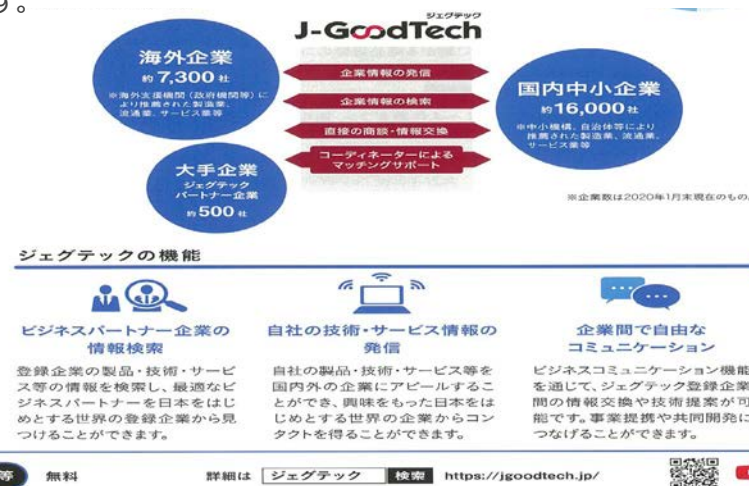 す。
ジェグテック
J-GoodTech
海外企業
約7,300社
※海外支援機関（政府機関等）に
より推薦された製造業、
流通業、サービス業等
企業情報の発信
企業情報の検索
直接の商談・情報交換
コーディネーターによる
マッチングサポート
国内中小企業
約16,000社
※中小機構、自治体等により
推薦された製造業、流通業、
サービス業等
大手企業
ジェグテック
パートナー企業
約500社
※企業数は2020年1月末現在のもの
ジェグテックの機能
ビジネスパートナー企業の
情報検索
登録企業の製品・技術・サービ
ス等の情報を検索し、最適なビ
ジネスパートナーを日本をはじ
めとする世界の登録企業から見
つけることができます。
自社の技術・サービス情報の
発信
自社の製品・技術・サービス等を
国内外の企業にアピールするこ
とができ、興味をもった日本をは
じめとする世界の企業からコン
タクトを得ることができます。
企業間で自由な
コミュニケーション
ビジネスコミュニケーション機能
を通じて、ジェグテック登録企業
間の情報交換や技術提案が可
能です。事業提携や共同開発に
つなげることができます。
等 無料 詳細は ジェグテック 検索 https://jgoodtech.jp/